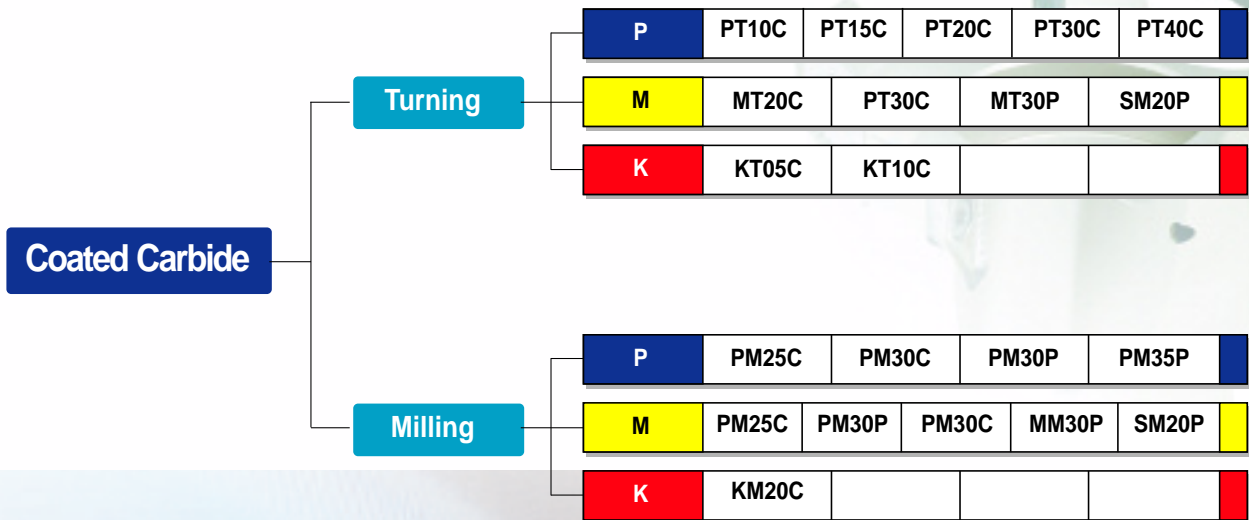 P PT10C PT15C PT20C PT30C PT40C
Turning M MT20C PT30C MT30P SM20P
K KT05C KT10C
Coated Carbide
P PM25C PM30C PM30P PM35P
Milling M PM25C PM30P PM30C MM30P SM20P
K KM20C